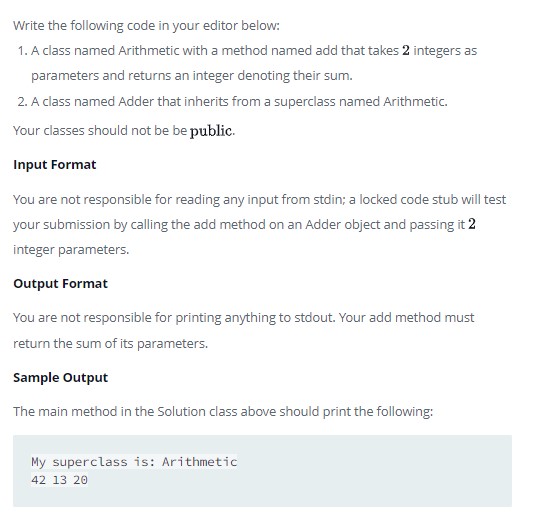 Write the following code in your editor below:
1. A class named Arithmetic with a method named add that takes 2 integers as
parameters and returns an integer denoting their sum.
2. A class named Adder that inherits from a superclass named Arithmetic.
Your classes should not be be public.
Input Format
You are not responsible for reading any input from stdin; a locked code stub will test
your submission by calling the add method on an Adder object and passing it 2
integer parameters.
Output Format
You are not responsible for printing anything to stdout. Your add method must
return the sum of its parameters.
Sample Output
The main method in the Solution class above should print the following:
My superclass is: Arithmetic
42 13 20